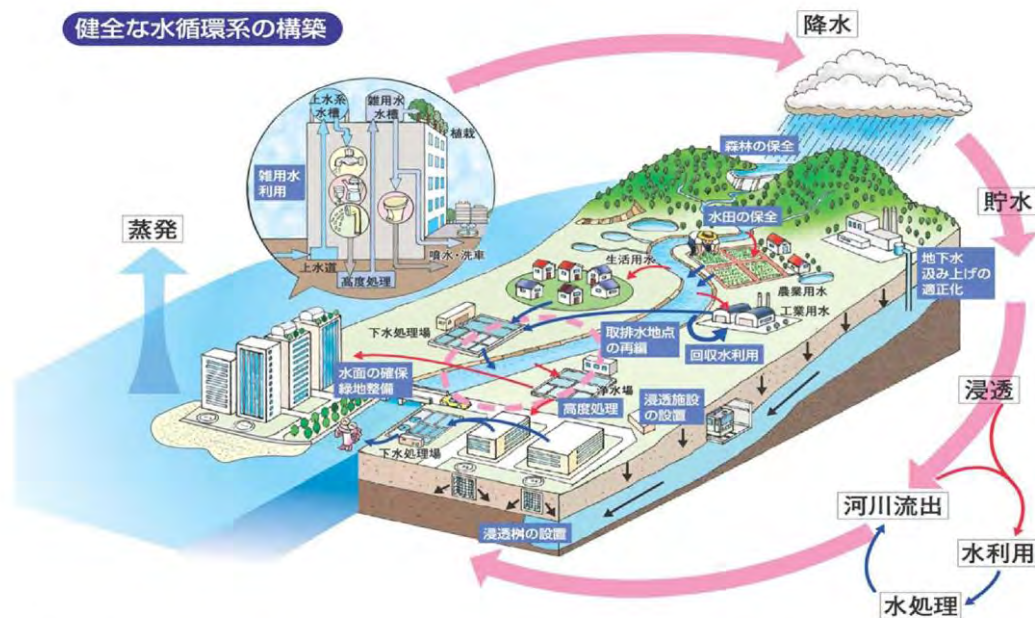 健全な水循環系の構築
降水
上水系
水槽
雑用水
水槽
植栽
雑用水
利用
森林の保全
貯水
蒸発
水田の保全
生活用水
噴水・洗車
上水道
高度処理
地下水
汲み上げの
適正化
農業用水
工業用水
下水処理場
取排水地点
の再編
回収水利用
水面の確保
緑地整備
浄水場
高度処理
浸透施設
の設置
浸透
下水処理場
河川流出
浸透桝の設置
水利用
水処理